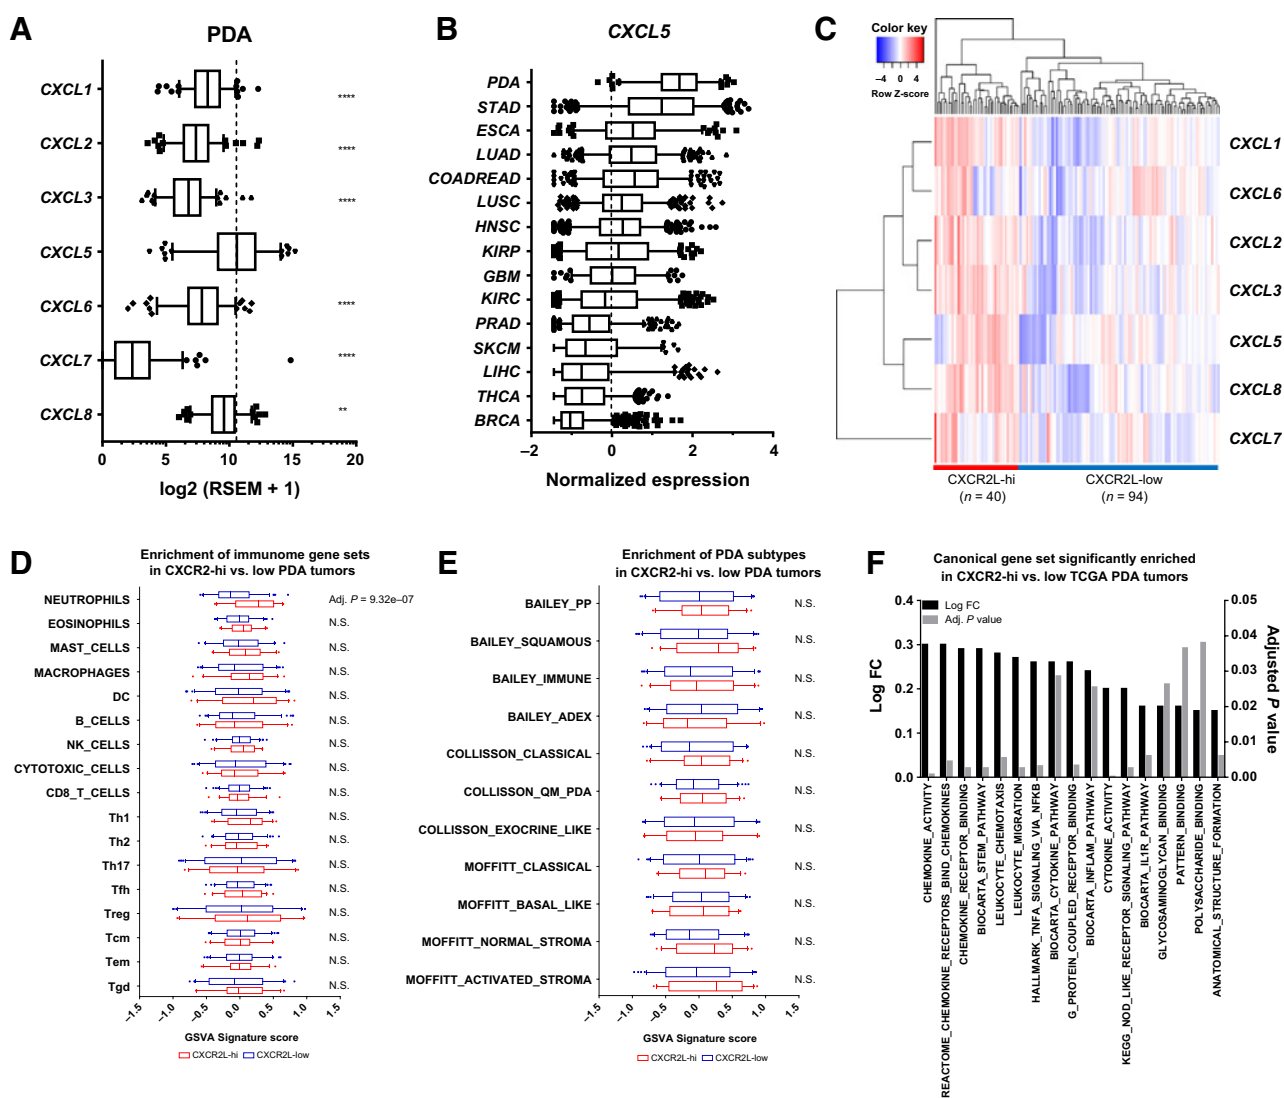 A
PDA
CXCL1
CXCL2
CXCL3
CXCL5
CXCL6
CXCL7
CXCL8
****
****
****
****
****
**
0
5
10
15
20
log2 (RSEM + 1)
B
CXCL5
PDA
STAD
ESCA
LUAD
COADREAD
LUSC
HNSC
KIRP
GBM
KIRC
PRAD
SKCM
LIHC
THCA
BRCA
–2
0
2
4
Normalized espression
C
Color key
–4 0 4
Row Z-score
CXCL1
CXCL6
CXCL2
CXCL3
CXCL5
CXCL8
CXCL7
CXCR2L-hi
(n = 40)
CXCR2L-low
(n = 94)
D
Enrichment of immunome gene sets
in CXCR2-hi vs. low PDA tumors
NEUTROPHILS
Adj. P = 9.32e–07
EOSINOPHILS
N.S.
MAST_CELLS
N.S.
MACROPHAGES
N.S.
DC
N.S.
B_CELLS
N.S.
NK_CELLS
N.S.
CYTOTOXIC_CELLS
N.S.
CD8_T_CELLS
N.S.
Th1
N.S.
Th2
N.S.
Th17
N.S.
Tfh
N.S.
Treg
N.S.
Tcm
N.S.
Tem
N.S.
Tgd
N.S.
–1.5
–1.0
–0.5
0.0
0.5
1.0
1.5
GSVA Signature score
CXCR2L-hi
CXCR2L-low
E
Enrichment of PDA subtypes
in CXCR2-hi vs. low PDA tumors
BAILEY_PP
N.S.
BAILEY_SQUAMOUS
N.S.
BAILEY_IMMUNE
N.S.
BAILEY_ADEX
N.S.
COLLISSON_CLASSICAL
N.S.
COLLISSON_QM_PDA
N.S.
COLLISSON_EXOCRINE_LIKE
N.S.
MOFFITT_CLASSICAL
N.S.
MOFFITT_BASAL_LIKE
N.S.
MOFFITT_NORMAL_STROMA
N.S.
MOFFITT_ACTIVATED_STROMA
N.S.
–1.5
–1.0
–0.5
0.0
0.5
1.0
1.5
GSVA Signature score
CXCR2L-hi
CXCR2L-low
F
Canonical gene set significantly enriched
in CXCR2-hi vs. low TCGA PDA tumors
Log FC
Adj. P value
0.4
0.3
0.2
0.1
0.0
Log FC
0.05
0.04
0.03
0.02
0.01
0.00
Adjusted P value
CHEMOKINE_ACTIVITY
REACTOME_CHEMOKINE_RECEPTORS_BIND_CHEMOKINES
CHEMOKINE_RECEPTOR_BINDING
BIOCARTA_STEM_PATHWAY
LEUKOCYTE_CHEMOTAXIS
LEUKOCYTE_MIGRATION
HALLMARK_TNFA_SIGNALING_VIA_NFKB
BIOCARTA_CYTOKINE_PATHWAY
G_PROTEIN_COUPLED_RECEPTOR_BINDING
BIOCARTA_INFLAM_PATHWAY
CYTOKINE_ACTIVITY
KEGG_NOD_LIKE_RECEPTOR_SIGNALING_PATHWAY
BIOCARTA_IL1R_PATHWAY
GLYCOSAMINOGLYCAN_BINDING
PATTERN_BINDING
POLYSACCHARIDE_BINDING
ANATOMICAL_STRUCTURE_FORMATION